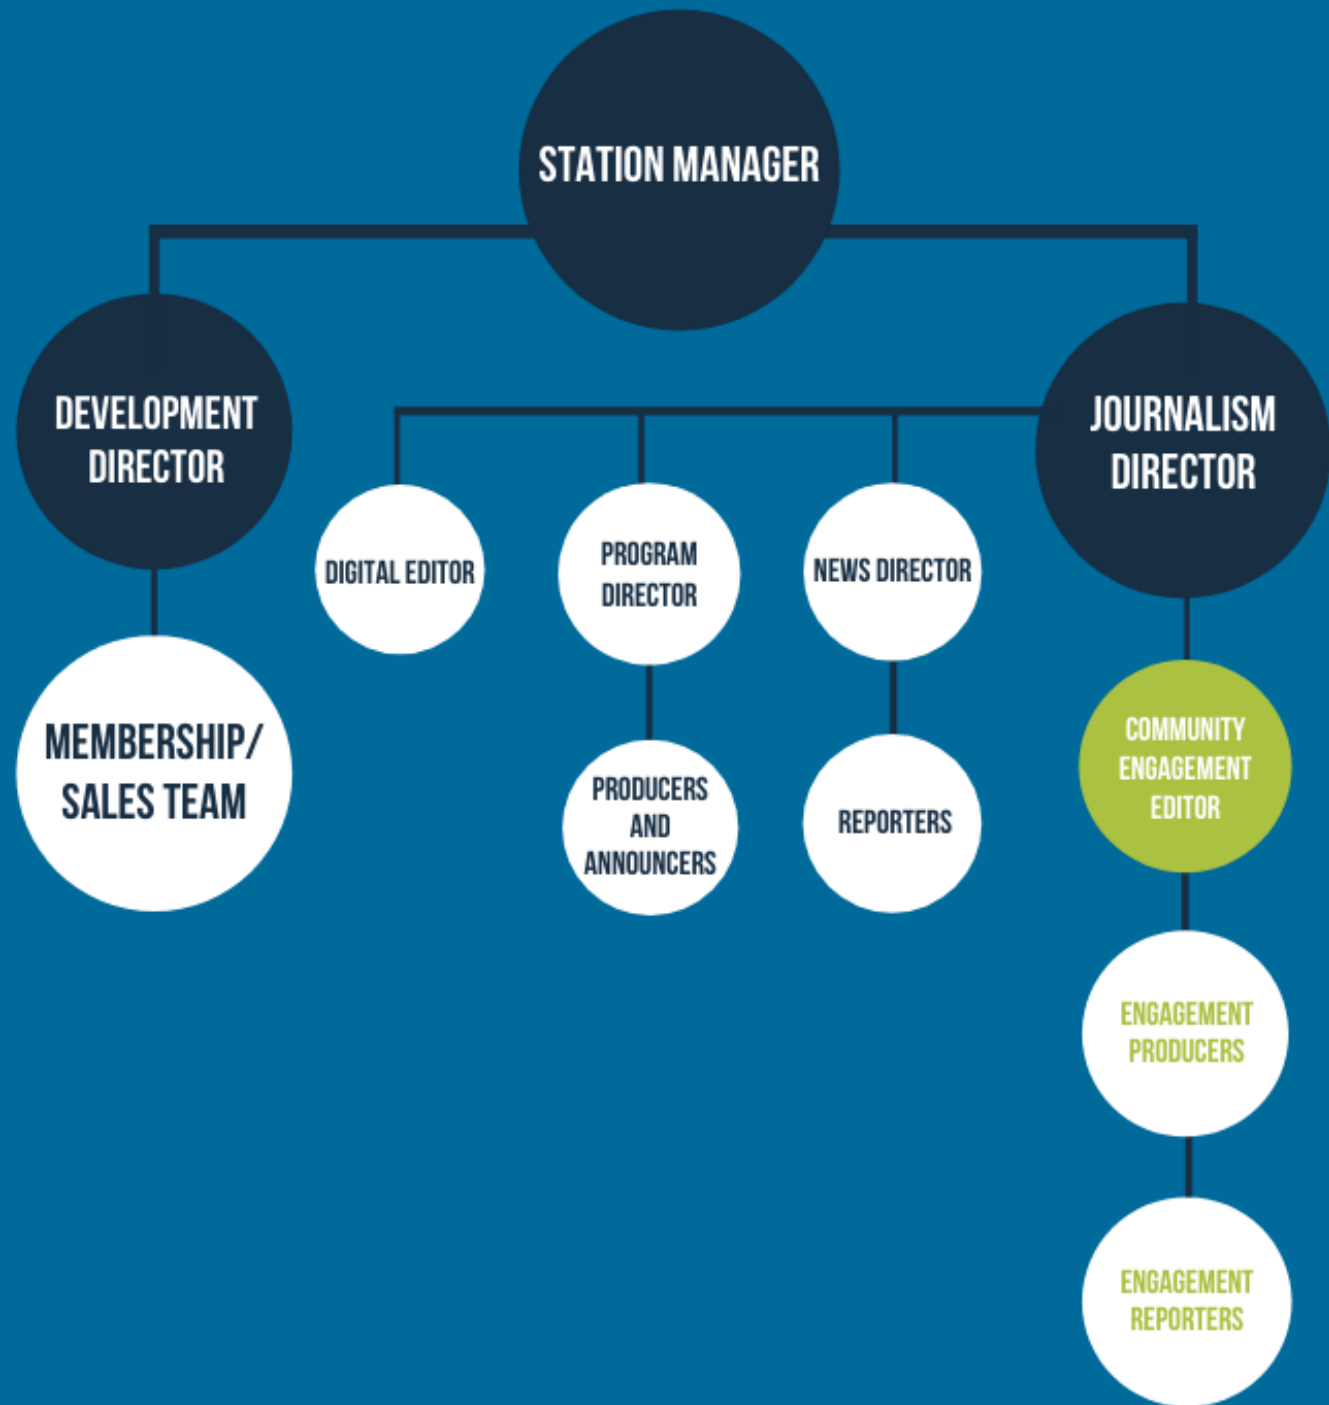 STATION MANAGER
DEVELOPMENT
DIRECTOR
JOURNALISM
DIRECTOR
DIGITAL EDITOR
PROGRAM
DIRECTOR
NEWS DIRECTOR
MEMBERSHIP/
SALES TEAM
PRODUCERS
AND
ANNOUNCERS
REPORTERS
COMMUNITY
ENGAGEMENT
EDITOR
ENGAGEMENT
PRODUCERS
ENGAGEMENT
REPORTERS